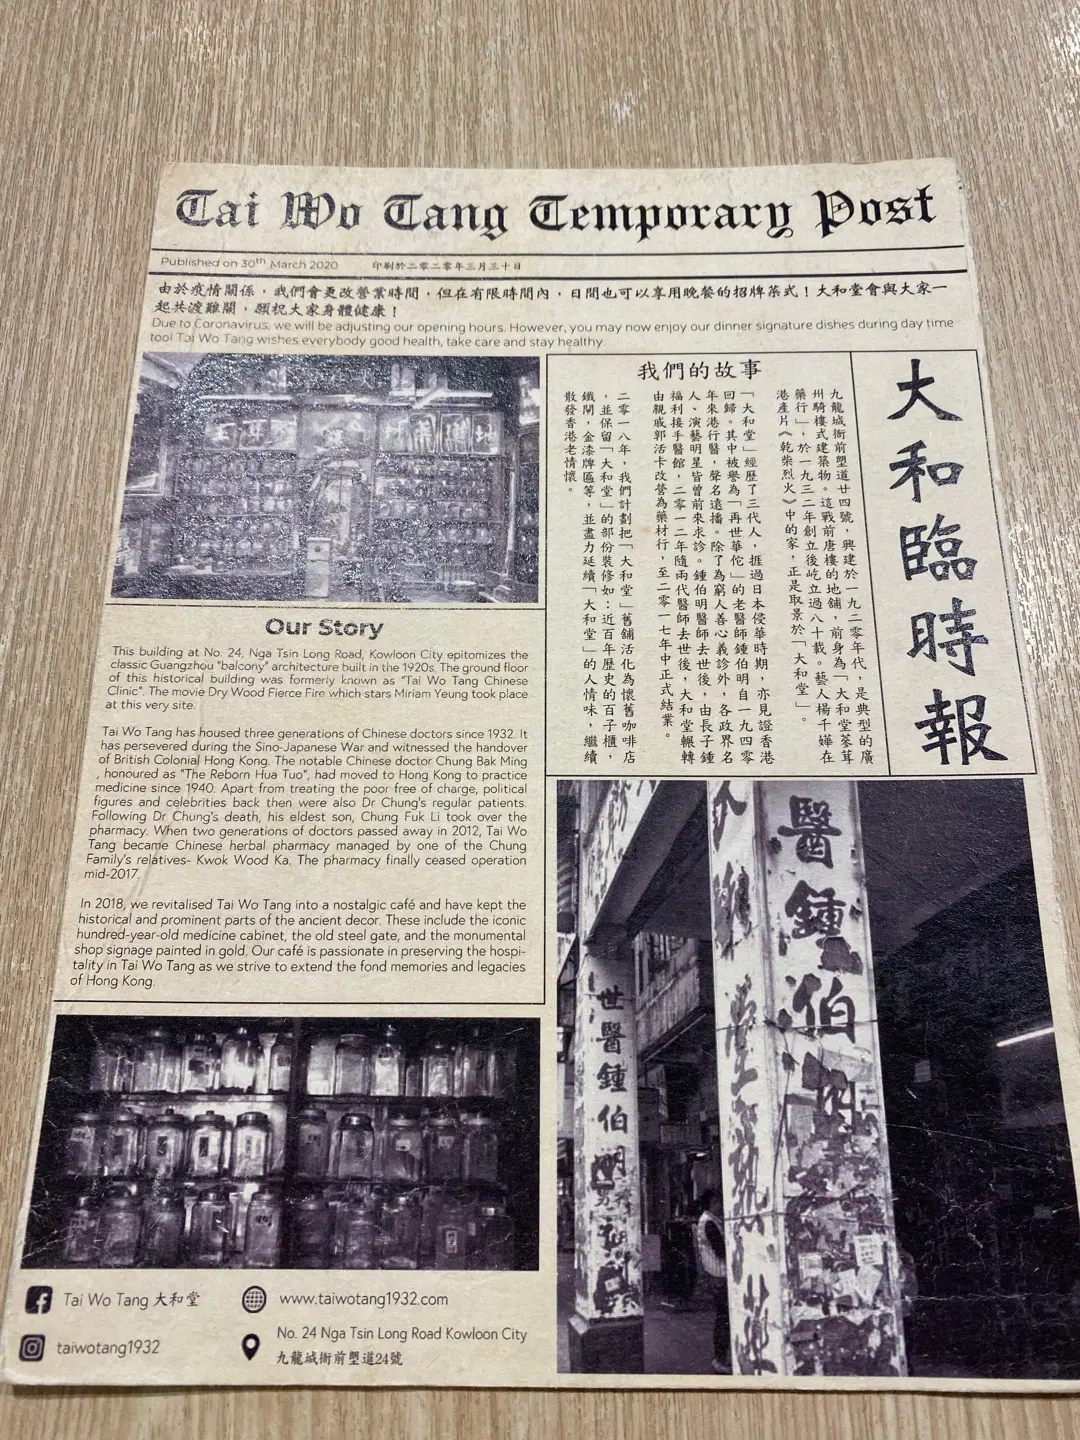 Tai Wo Tang Temporary Post
Published on 30th March 2020 印刷於二零二零年三月三十日
由於疫情關係，我們會更改營業時間，但在有限時間內，日間也可以享用晚餐的招牌菜式！大和堂會與大家一
起共渡難關，願祝大家身體健康！
Due to Coronavirus, we will be adjusting our opening hours. However, you may now enjoy our dinner signature dishes during day time
too! Tai Wo Tang wishes everybody good health, take care and stay healthy.
大和臨時報
我們的故事
九龍城衙前塱道廿四號，興建於一九二零年代，是典型的廣
州騎樓式建築物。這戰前唐樓的地舖，前身為「大和堂蔘茸
藥行」，於一九三二年創立後屹立過八十載。藝人楊千嬅在
港產片《乾柴烈火》中的家，正是取景於「大和堂」。
「大和堂」經歷了三代人，捱過日本侵華時期，亦見證香港
回歸。其中被譽為「再世華佗」的老醫師鍾伯明自一九四零
年來港行醫，聲名遠播。除了為窮人善心義診外，各政界名
人、演藝明星皆曾前來求診。鍾伯明醫師去世後，由長子鍾
福利接手醫館，二零一二年隨兩代醫師去世後，大和堂輾轉
由親戚郭活卡改營為藥材行，至二零一七年中正式結業。
二零一八年，我們計劃把「大和堂」舊舖活化為懷舊咖啡店
，並保留「大和堂」的部份裝修如：近百年歷史的百子櫃，
鐵閘，金漆牌匾等，並盡力延續「大和堂」的人情味，繼續
散發香港老情懷。
Our Story
This building at No. 24, Nga Tsin Long Road, Kowloon City epitomizes the
classic Guangzhou "balcony" architecture built in the 1920s. The ground floor
of this historical building was formerly known as "Tai Wo Tang Chinese
Clinic". The movie Dry Wood Fierce Fire which stars Miriam Yeung took place
at this very site.
Tai Wo Tang has housed three generations of Chinese doctors since 1932. It
has persevered during the Sino-Japanese War and witnessed the handover
of British Colonial Hong Kong. The notable Chinese doctor Chung Bak Ming
, honoured as "The Reborn Hua Tuo", had moved to Hong Kong to practice
medicine since 1940. Apart from treating the poor free of charge, political
figures and celebrities back then were also Dr Chung's regular patients.
Following Dr Chung's death, his eldest son, Chung Fuk Li took over the
pharmacy. When two generations of doctors passed away in 2012, Tai Wo
Tang became Chinese herbal pharmacy managed by one of the Chung
Family's relatives- Kwok Wood Ka. The pharmacy finally ceased operation
mid-2017.
In 2018, we revitalised Tai Wo Tang into a nostalgic café and have kept the
historical and prominent parts of the ancient decor. These include the iconic
hundred-year-old medicine cabinet, the old steel gate, and the monumental
shop signage painted in gold. Our café is passionate in preserving the hospi-
tality in Tai Wo Tang as we strive to extend the fond memories and legacies
of Hong Kong.
醫鍾伯明
世醫鍾伯明
Tai Wo Tang 大和堂
www.taiwotang1932.com
taiwotang1932
No. 24 Nga Tsin Long Road Kowloon City
九龍城衙前塱道24號